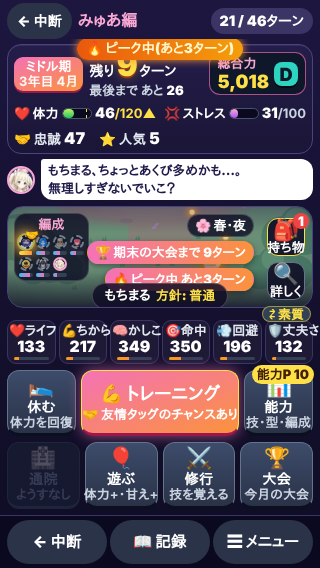 ← 中断
みゅあ編
21 / 46ターン
🔥 ピーク中(あと3ターン)
ミドル期
3年目 4月
残り9ターン
最後まで あと 26
総合力
5,018 D
❤️ 体力 46/120▲ 💢 ストレス 31/100
🤝 忠誠 47 ⭐ 人気 5
もちまる、ちょっとあくび多めかも…。
無理しすぎないでいこ?
編成
🌸 春・夜
🎒 1
持ち物
🏆 期末の大会まで 9ターン
🔥 ピーク中 あと3ターン
🔍
詳しく
もちまる 方針: 普通
素質
❤️ライフ 💪ちから 🧠かしこ 🎯命中 💨回避 🛡️丈夫さ
133 217 349 350 196 132
能力P 10
🛌
休む
体力を回復
💪 トレーニング
🤝 友情タッグのチャンスあり
📊
能力
技・型・編成
🏥
通院
ようすなし
🎈
遊ぶ
体力+・甘え+
⚔️
修行
技を覚える
🏆
大会
今月の大会
← 中断
📖 記録
☰ メニュー